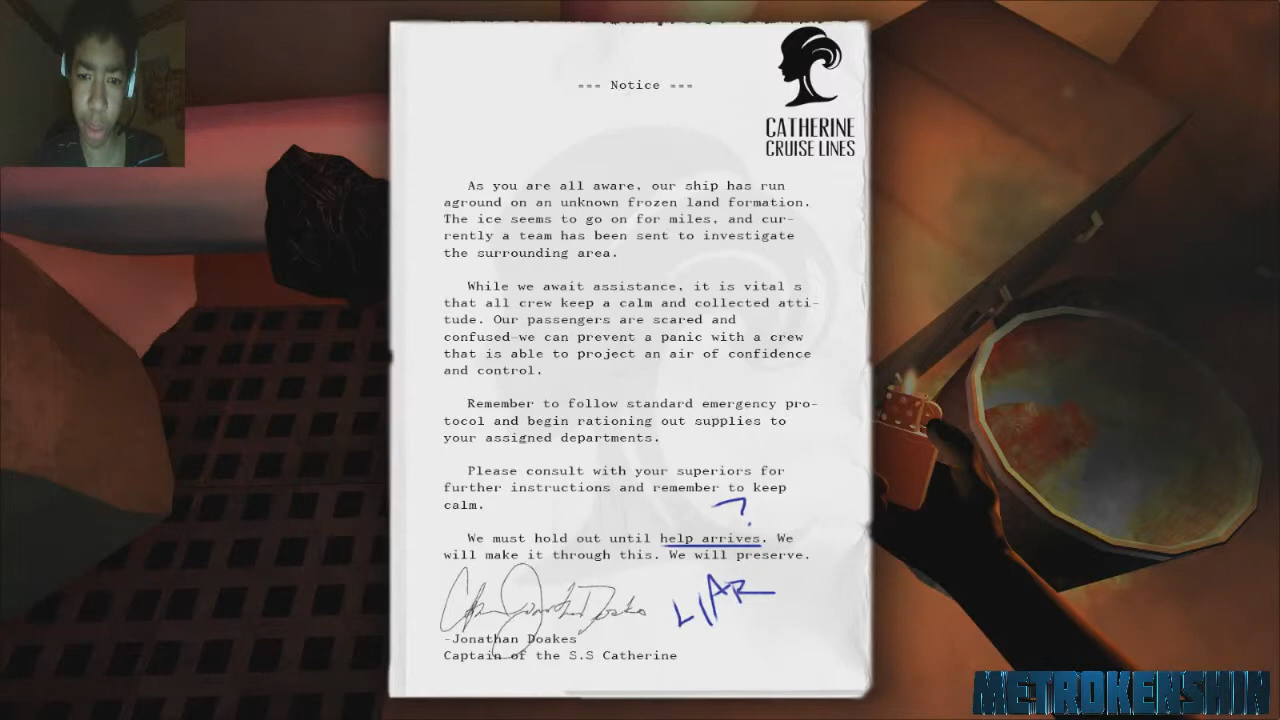 === Notice ===
CATHERINE
CRUISE LINES
As you are all aware, our ship has run
aground on an unknown frozen land formation.
The ice seems to go on for miles, and cur-
rently a team has been sent to investigate
the surrounding area.
While we await assistance, it is vital s
that all crew keep a calm and collected atti-
tude. Our passengers are scared and
confused-we can prevent a panic with a crew
that is able to project an air of confidence
and control.
Remember to follow standard emergency pro-
tocol and begin rationing out supplies to
your assigned departments.
Please consult with your superiors for
further instructions and remember to keep
calm.
?
We must hold out until help arrives. We
will make it through this. We will preserve.
LIAR
-Jonathan Doakes
Captain of the S.S Catherine
METROKENSHIN